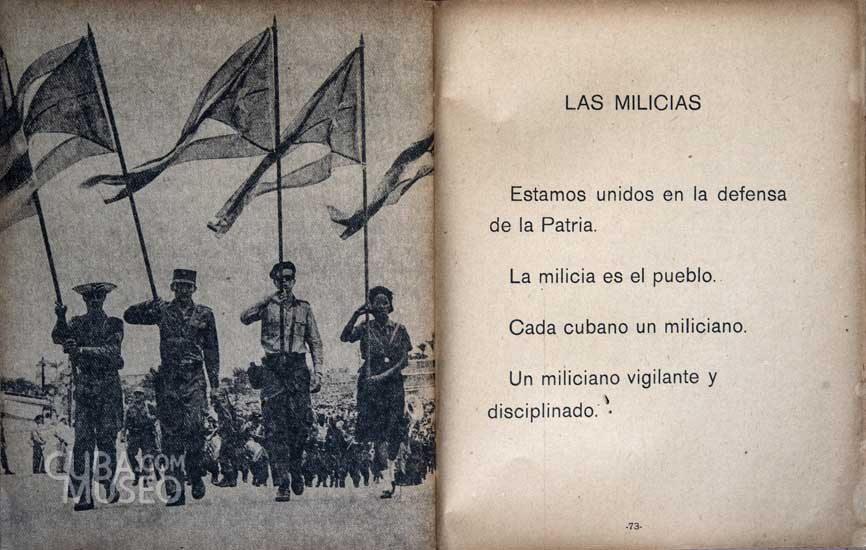 CUBA.COM
MUSEO
LAS MILICIAS
Estamos unidos en la defensa
de la Patria.
La milicia es el pueblo.
Cada cubano un miliciano.
Un miliciano vigilante y
disciplinado.
-73-